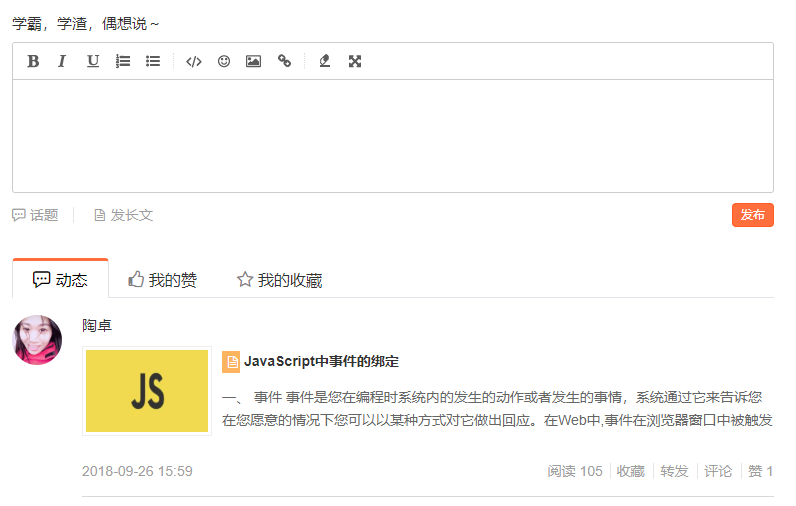 学霸，学渣，偶想说～
B I U
话题 发长文 发布
动态 我的赞 我的收藏
陶卓
JS
JavaScript中事件的绑定
一、 事件 事件是您在编程时系统内的发生的动作或者发生的事情，系统通过它来告诉您
在您愿意的情况下您可以以某种方式对它做出回应。在Web中,事件在浏览器窗口中被触发
2018-09-26 15:59 阅读 105 收藏 转发 评论 赞 1